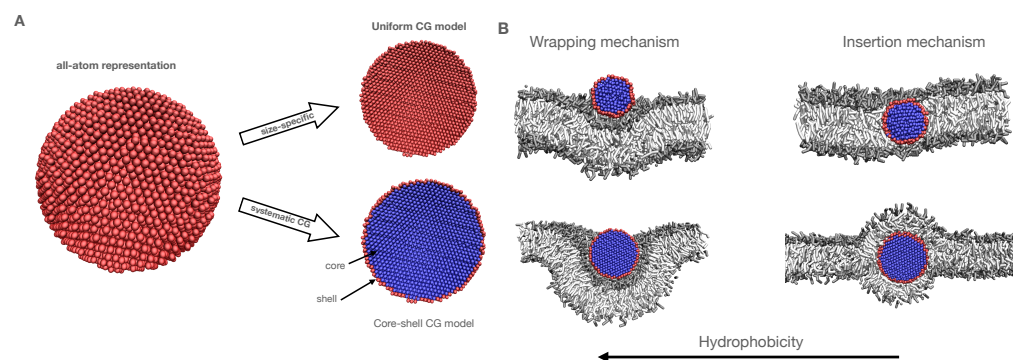 A
Uniform CG model
all-atom representation
size-specific
systematic CG
core
shell
Core-shell CG model
B
Wrapping mechanism
Insertion mechanism
Hydrophobicity